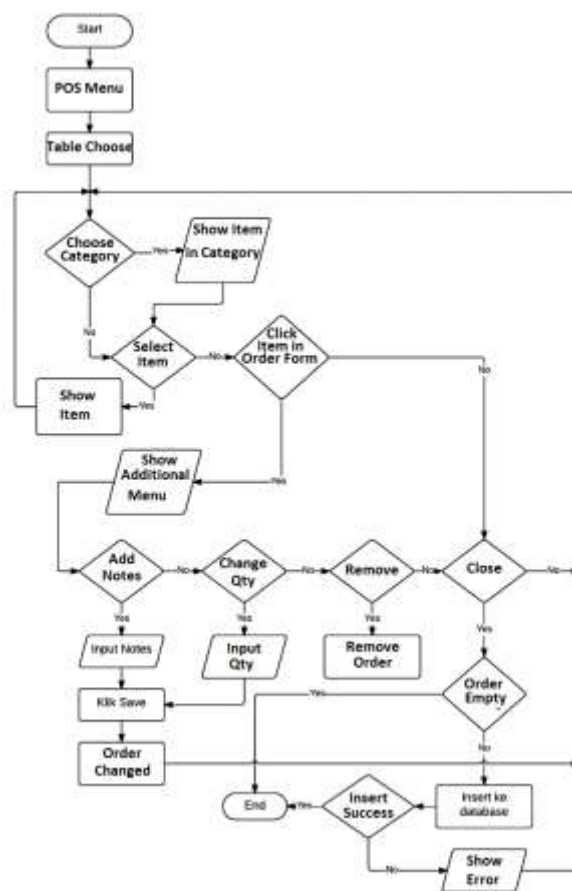 Start
POS Menu
Table Choose
Choose
Category
Yes
Show Item
in Category
No
Select
Item
No
Click
Item in
Order Form
No
Show
Item
Yes
Yes
Show
Additional
Menu
Add
Notes
No
Change
Qty
No
Remove
No
Close
No
Yes
Yes
Yes
Yes
Input Notes
Input
Qty
Remove
Order
Order
Empty
Yes
Klik Save
No
Order
Changed
End
Yes
Insert
Success
Insert ke
database
No
Show
Error